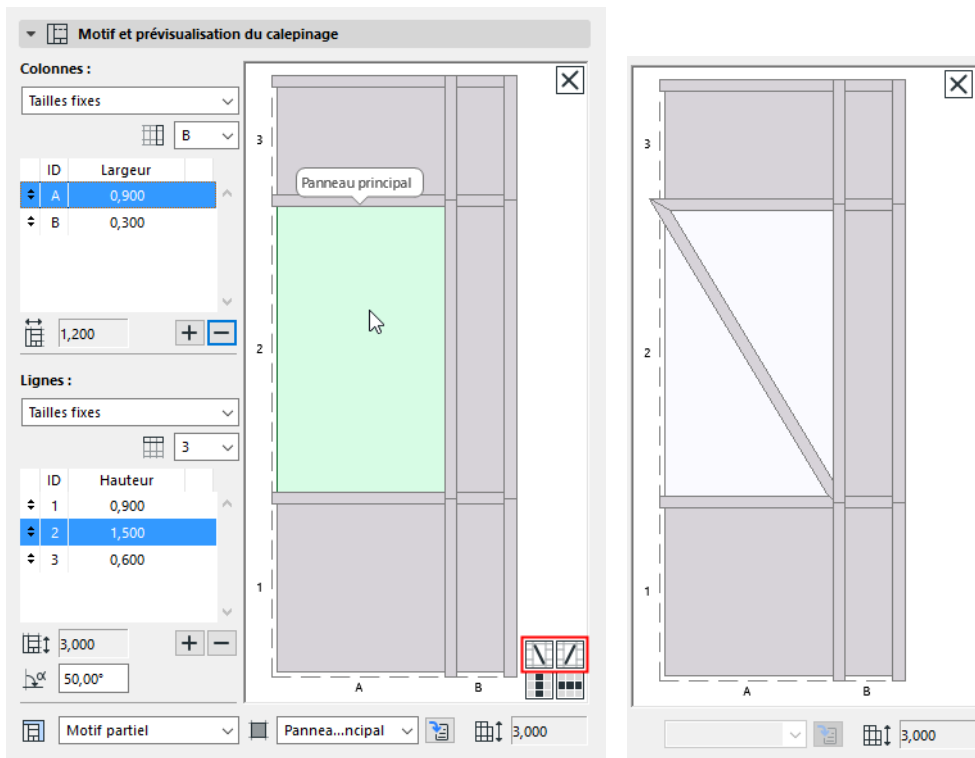 Motif et prévisualisation du calepinage
Colonnes :
Tailles fixes
B
ID Largeur
A 0,900
B 0,300
1,200
Lignes :
Tailles fixes
3
ID Hauteur
1 0,900
2 1,500
3 0,600
3,000
α
50,00°
Motif partiel
3
Panneau principal
2
1
A B
Pannea...ncipal
3,000
3
2
1
A B
3,000